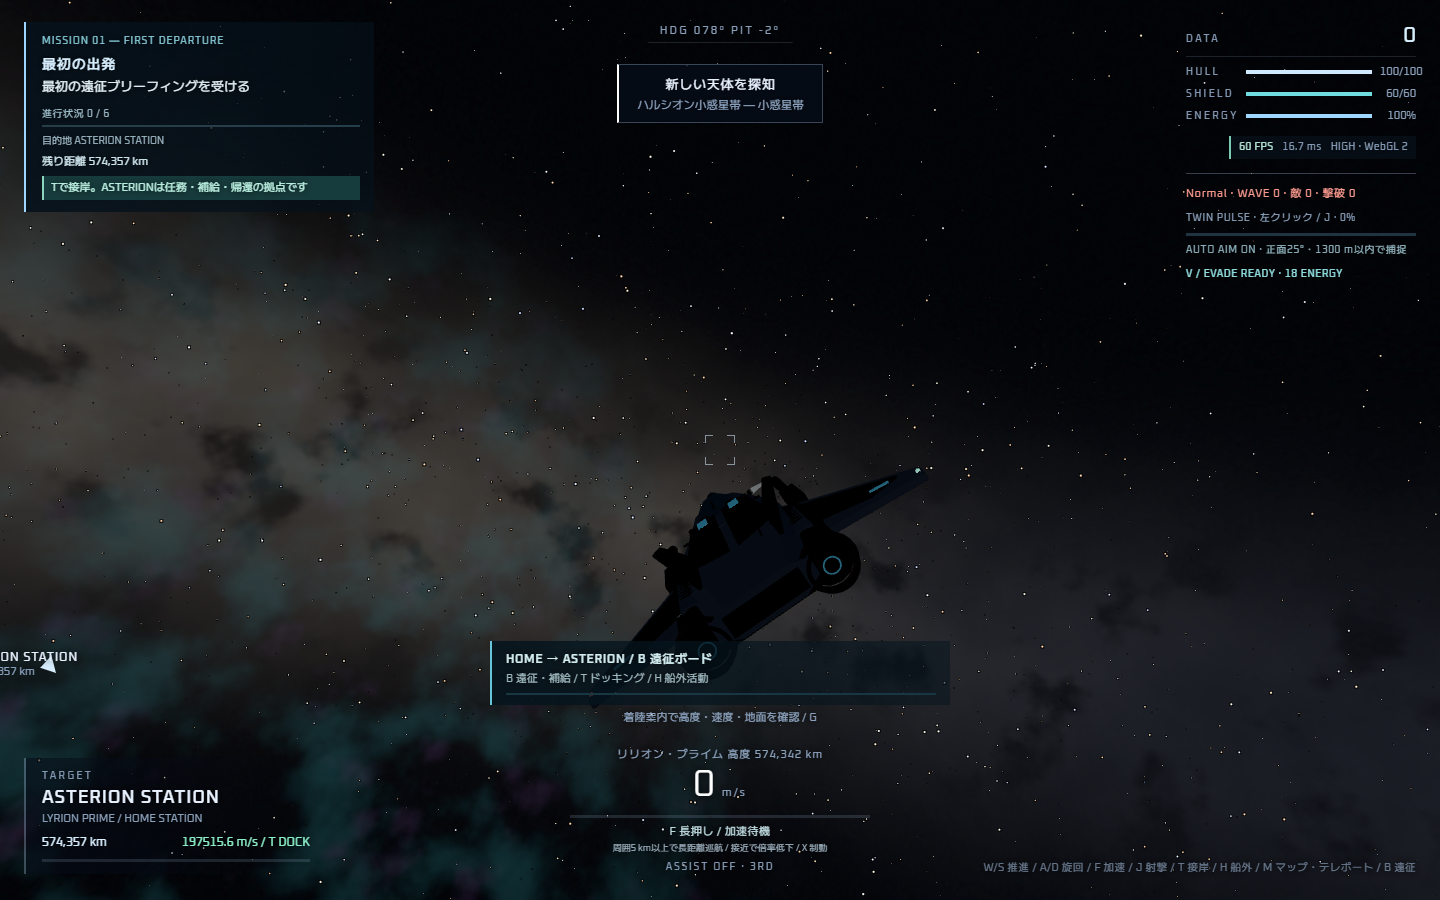 MISSION 01 — FIRST DEPARTURE
最初の出発
最初の遠征ブリーフィングを受ける
進行状況 0 / 6
目的地 ASTERION STATION
残り距離 574,357 km
Tで接岸。ASTERIONは任務・補給・帰還の拠点です
HDG 078° PIT -2°
新しい天体を探知
ハルシオン小惑星帯 — 小惑星帯
DATA 0
HULL 100/100
SHIELD 60/60
ENERGY 100%
60 FPS 16.7 ms HIGH · WebGL 2
Normal · WAVE 0 · 敵 0 · 撃破 0
TWIN PULSE · 左クリック / J · 0%
AUTO AIM ON · 正面25° · 1300 m以内で捕捉
V / EVADE READY · 18 ENERGY
ON STATION
357 km
HOME → ASTERION / B 遠征ボード
B 遠征・補給 / T ドッキング / H 船外活動
着陸案内で高度・速度・地面を確認 / G
リリオン・プライム 高度 574,342 km
0 m/s
F 長押し / 加速待機
周囲5 km以上で長距離巡航 / 接近で倍率低下 / X 制動
ASSIST OFF · 3RD
TARGET
ASTERION STATION
LYRION PRIME / HOME STATION
574,357 km 197515.6 m/s / T DOCK
W/S 推進 / A/D 旋回 / F 加速 / J 射撃 / T 接岸 / H 船外 / M マップ・テレポート / B 遠征